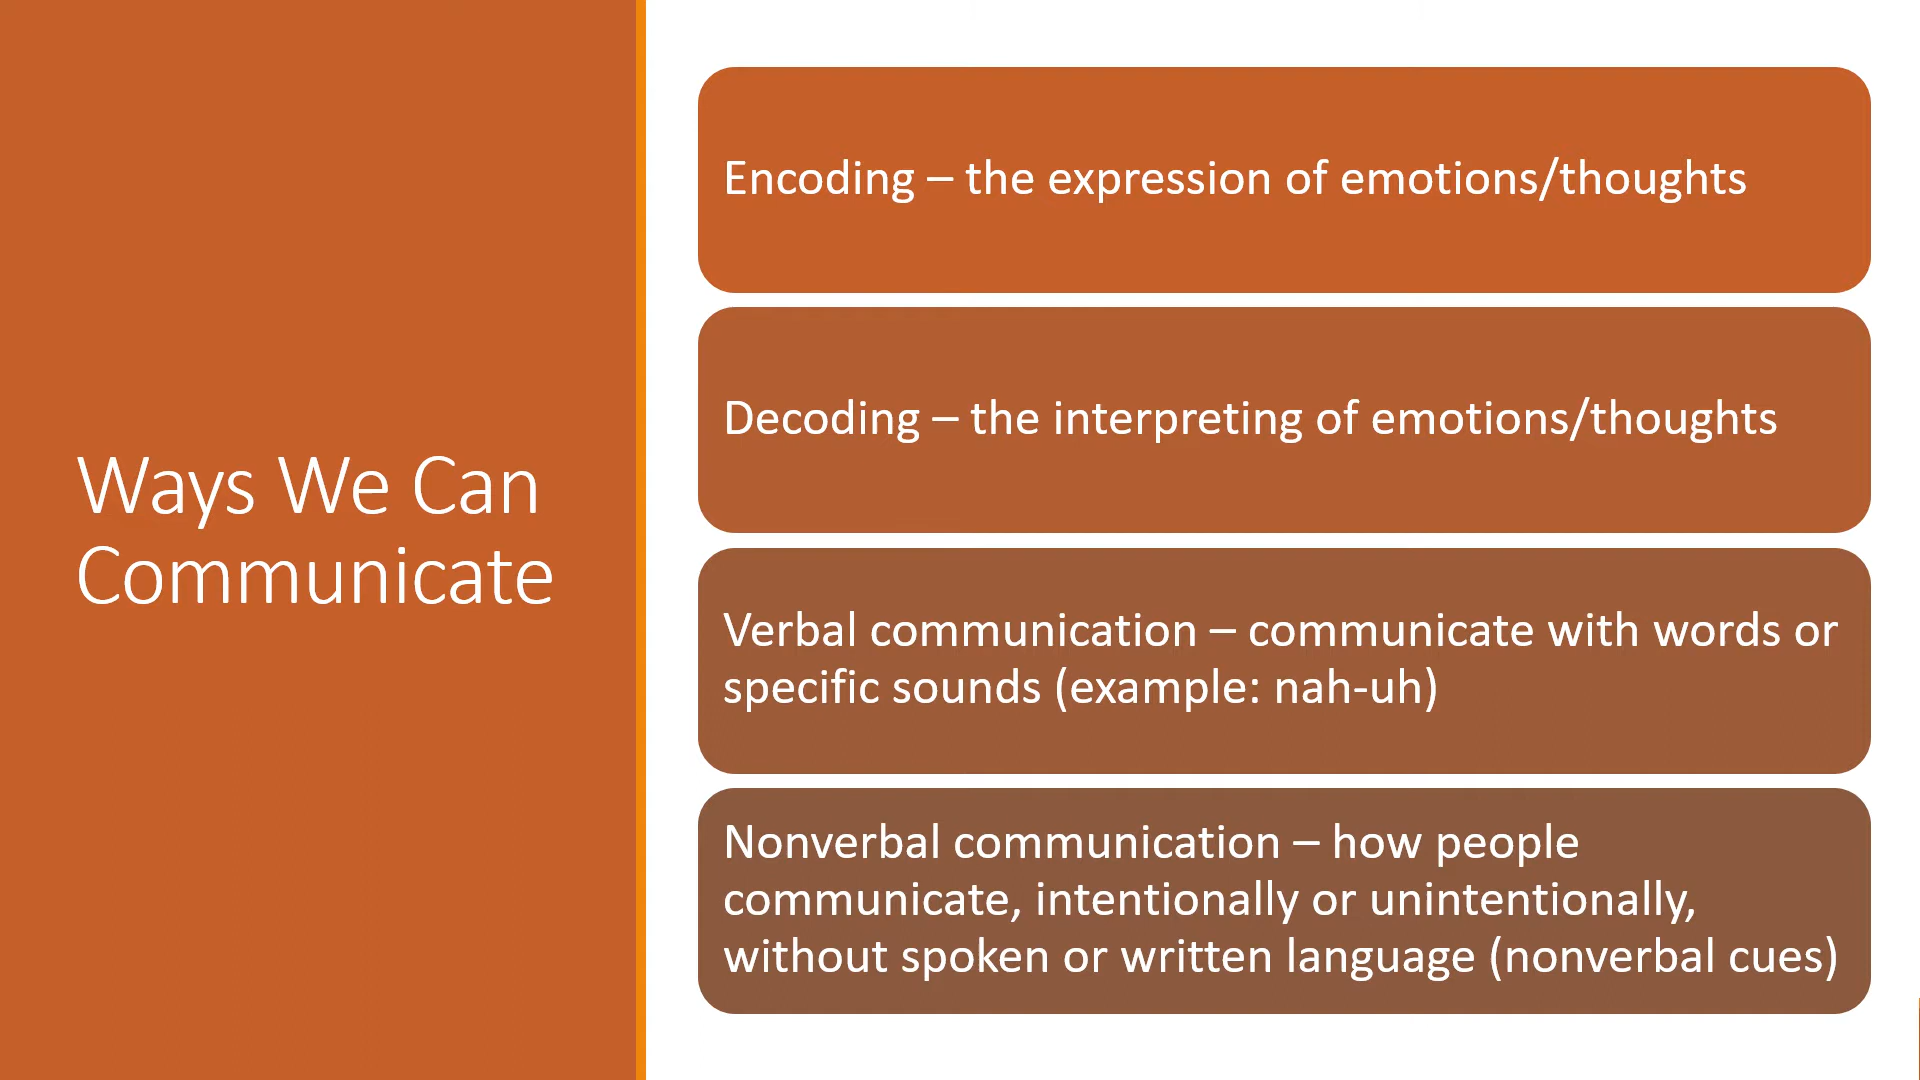 Ways We Can
Communicate
Encoding – the expression of emotions/thoughts
Decoding – the interpreting of emotions/thoughts
Verbal communication – communicate with words or
specific sounds (example: nah-uh)
Nonverbal communication – how people
communicate, intentionally or unintentionally,
without spoken or written language (nonverbal cues)